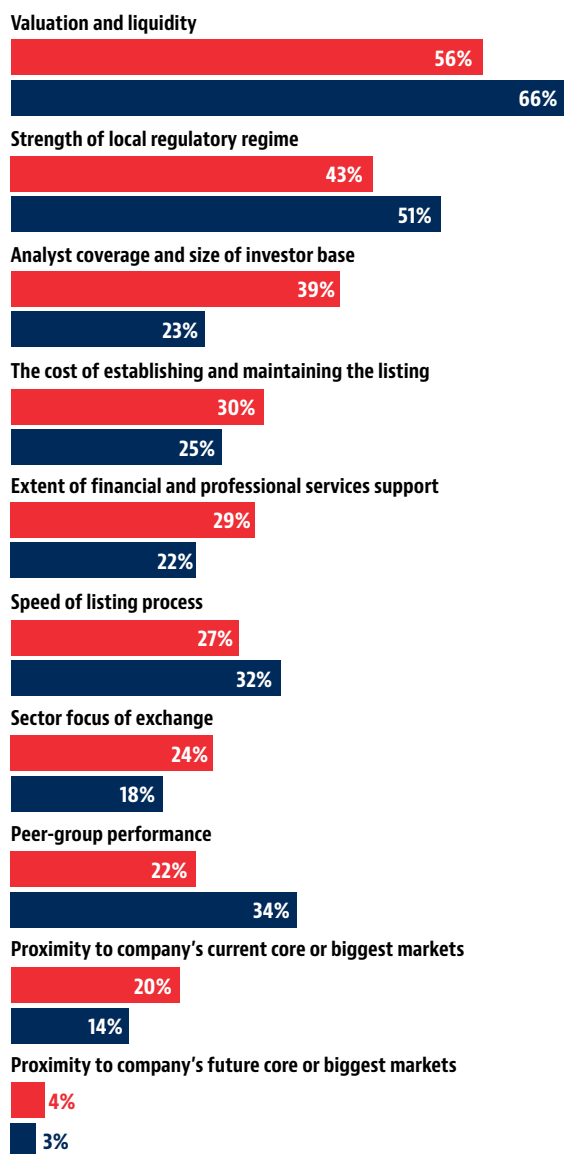 Valuation and liquidity
56%
66%
Strength of local regulatory regime
43%
51%
Analyst coverage and size of investor base
39%
23%
The cost of establishing and maintaining the listing
30%
25%
Extent of financial and professional services support
29%
22%
Speed of listing process
27%
32%
Sector focus of exchange
24%
18%
Peer-group performance
22%
34%
Proximity to company's current core or biggest markets
20%
14%
Proximity to company's future core or biggest markets
4%
3%